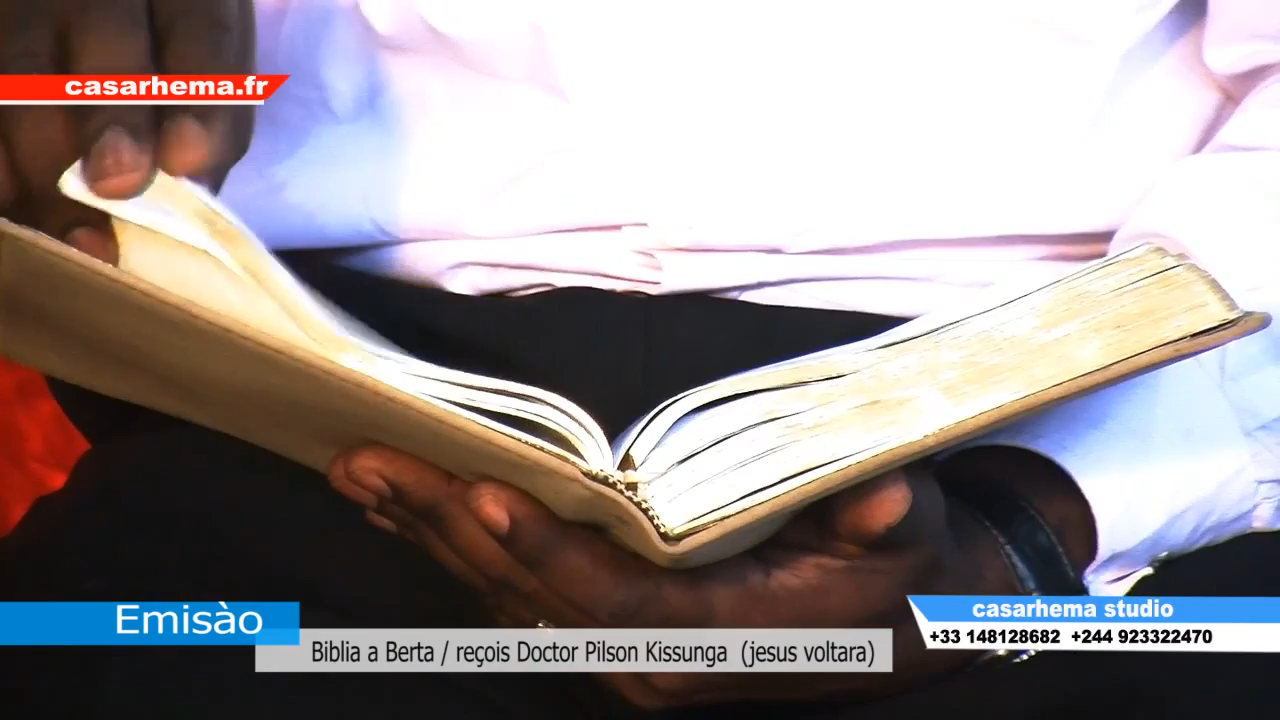 casarhema.fr
Emisào
Biblia a Berta / reçois Doctor Pilson Kissunga (jesus voltara)
casarhema studio
+33 148128682 +244 923322470